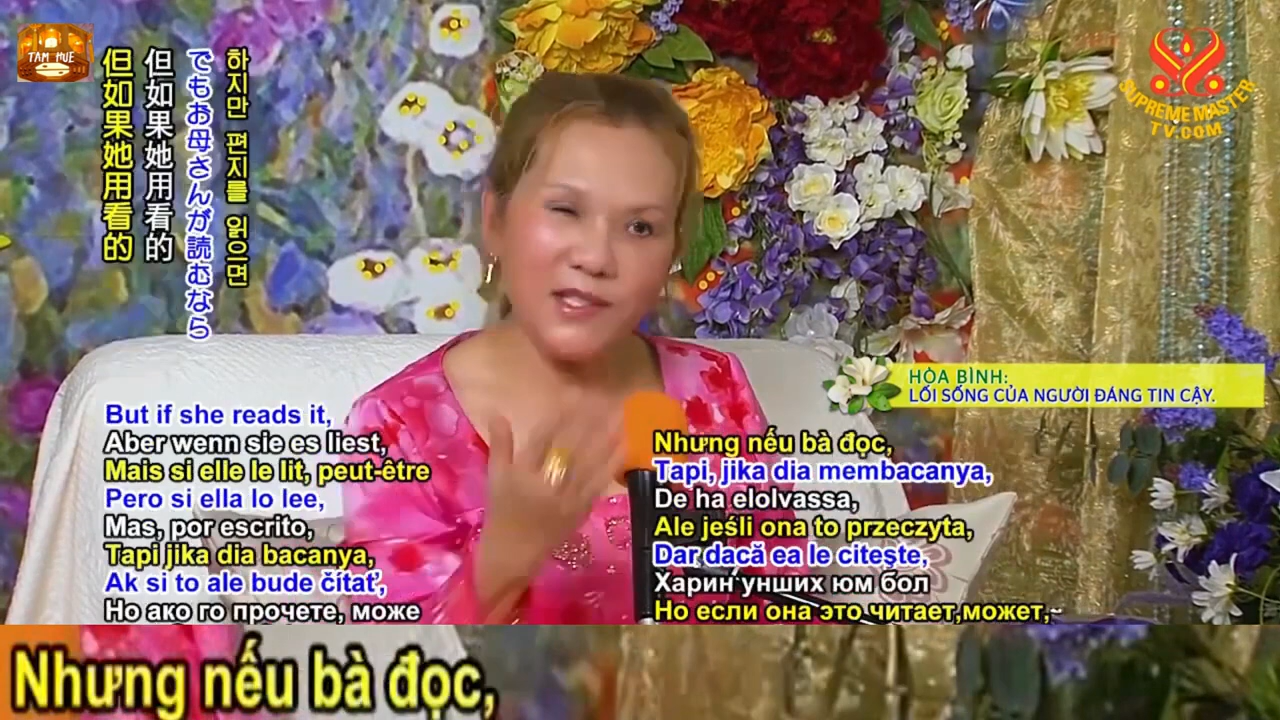 TAM HUE
SUPREME MASTER
TV.COM
하지만 편지를 읽으면
でもお母さんが読むなら
但如果她用看的
但如果她用看的
HÒA BÌNH:
LỐI SỐNG CỦA NGƯỜI ĐÁNG TIN CẬY.
But if she reads it,
Aber wenn sie es liest,
Mais si elle le lit, peut-être
Pero si ella lo lee,
Mas, por escrito,
Tapi jika dia bacanya,
Ak si to ale bude čítať,
Но ако го прочете, може
Nhưng nếu bà đọc,
Tapi, jika dia membacanya,
De ha elolvassa,
Ale jeśli ona to przeczyta,
Dar dacă ea le citeşte,
Харин унших юм бол
Но если она это читает,может,~
Nhưng nếu bà đọc,